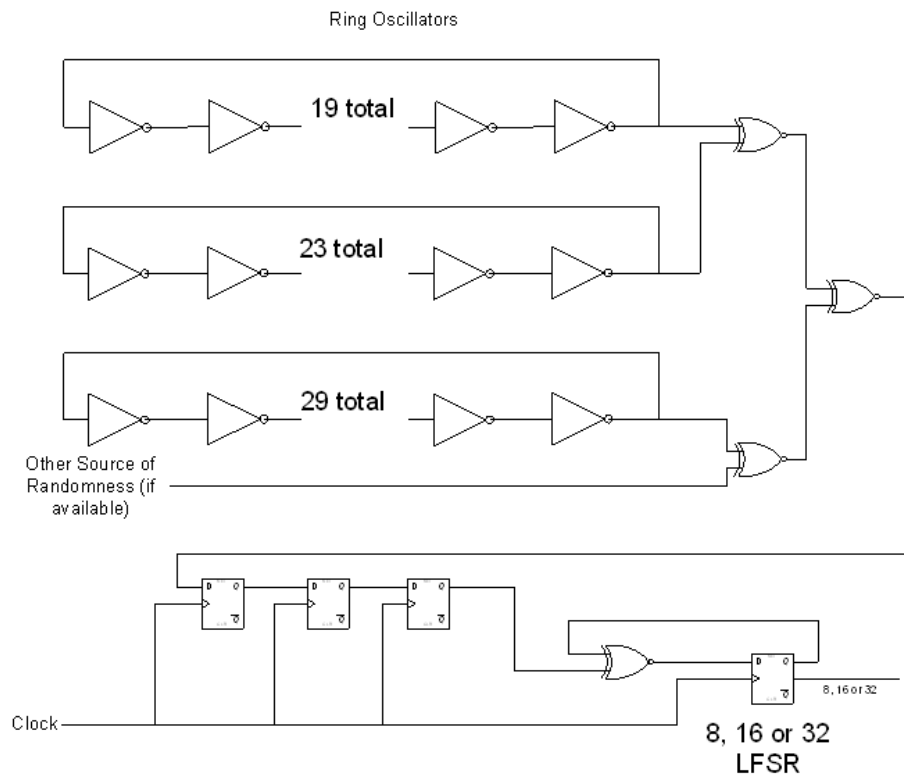 Ring Oscillators
19 total
23 total
29 total
Other Source of
Randomness (if
available)
D Q
Q
D Q
Q
D Q
Q
D Q
Q
8, 16 or 32
Clock
8, 16 or 32
LFSR